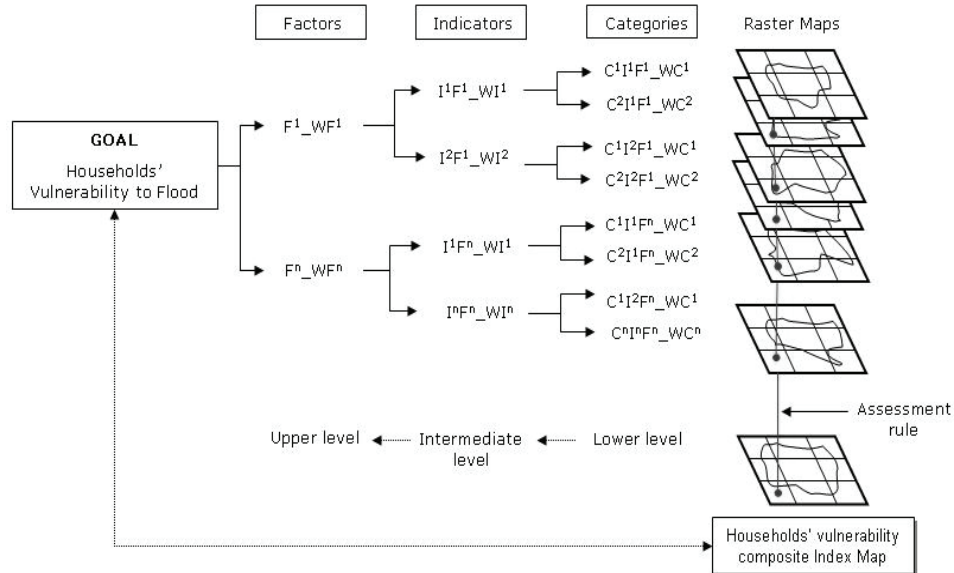 Factors
Indicators
Categories
Raster Maps
GOAL
Households'
Vulnerability to Flood
F¹_WF¹
Fⁿ_WFⁿ
I¹F¹_WI¹
I²F¹_WI²
I¹Fⁿ_WI¹
IⁿFⁿ_WIⁿ
C¹I¹F¹_WC¹
C²I¹F¹_WC²
C¹I²F¹_WC¹
C²I²F¹_WC²
C¹I¹Fⁿ_WC¹
C²I¹Fⁿ_WC²
C¹I²Fⁿ_WC¹
CⁿIⁿFⁿ_WCⁿ
Assessment
rule
Upper level
Intermediate
level
Lower level
Households' vulnerability
composite Index Map